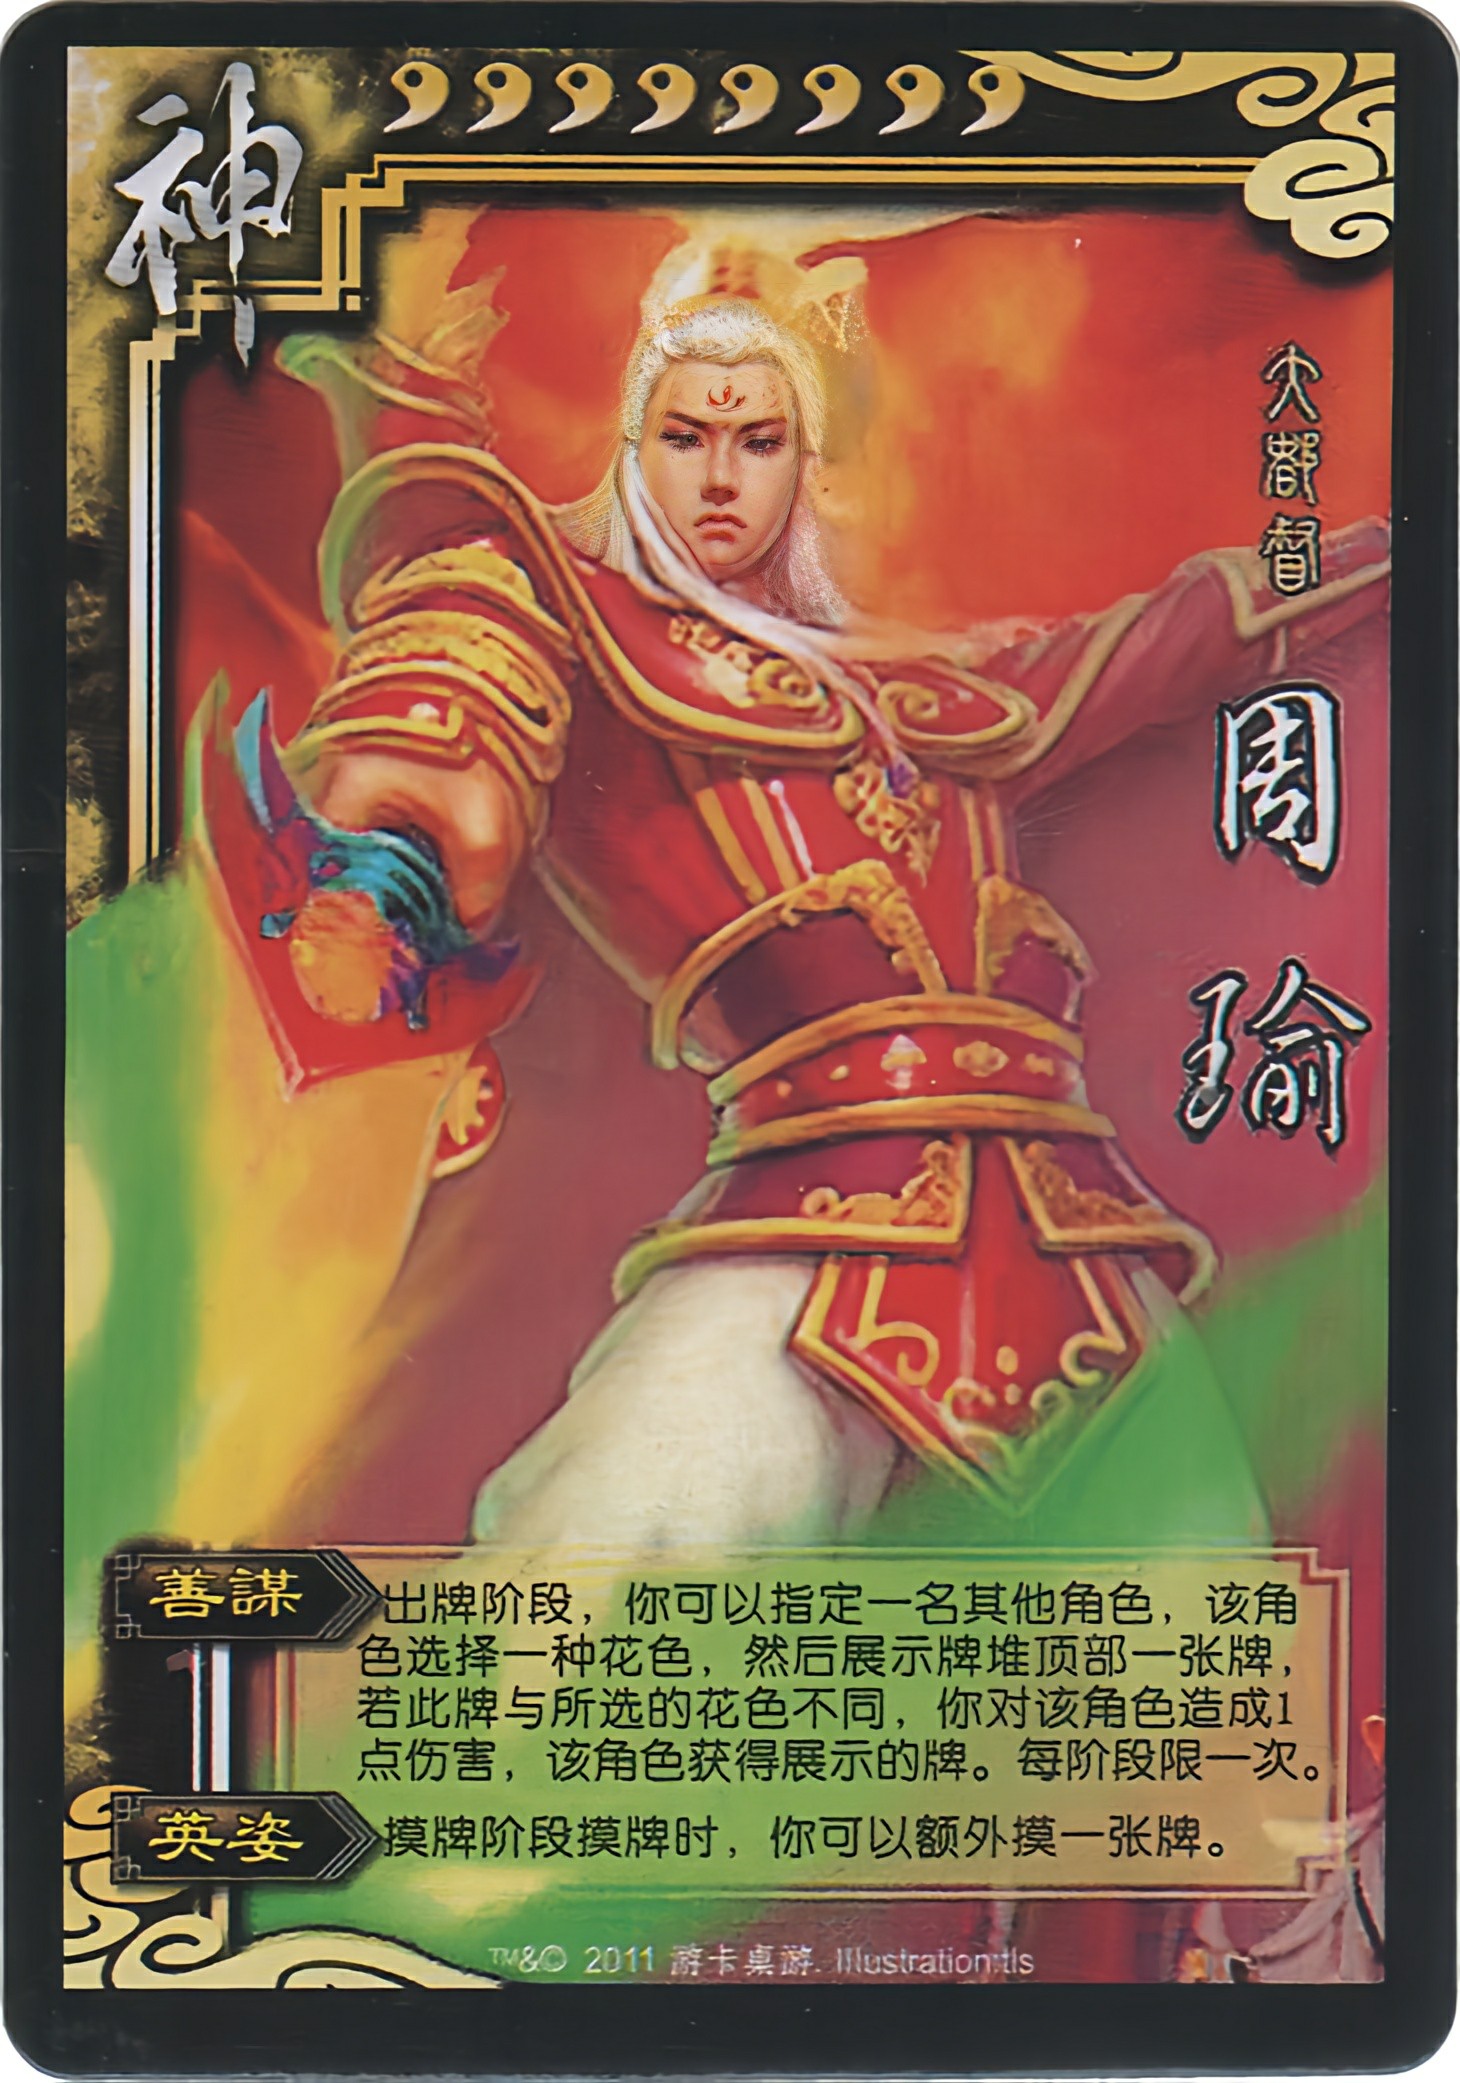 神
大都督
周瑜
善謀
出牌阶段，你可以指定一名其他角色，该角
色选择一种花色，然后展示牌堆顶部一张牌，
若此牌与所选的花色不同，你对该角色造成1
点伤害，该角色获得展示的牌。每阶段限一次。
英姿
摸牌阶段摸牌时，你可以额外摸一张牌。
™&© 2011 游卡桌游. Illustration:tls